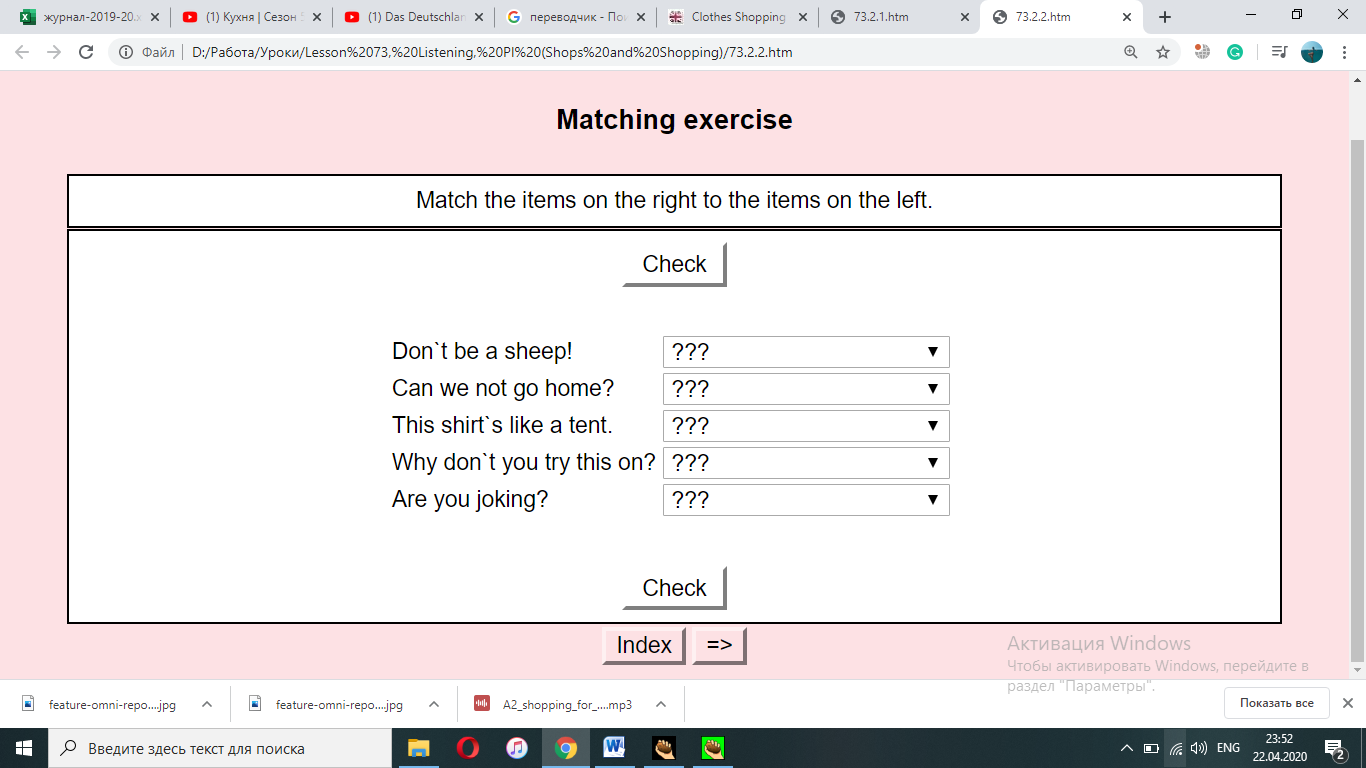 журнал-2019-20.x
(1) Кухня | Сезон 5
(1) Das Deutschlan
переводчик - Пои
Clothes Shopping
73.2.1.htm
73.2.2.htm
Файл
D:/Работа/Уроки/Lesson%2073,%20Listening,%20PI%20(Shops%20and%20Shopping)/73.2.2.htm
Matching exercise
Match the items on the right to the items on the left.
Check
Don`t be a sheep! ???
Can we not go home? ???
This shirt`s like a tent. ???
Why don`t you try this on? ???
Are you joking? ???
Check
Index =>
Активация Windows
Чтобы активировать Windows, перейдите в
раздел "Параметры".
feature-omni-repo....jpg
feature-omni-repo....jpg
A2_shopping_for_....mp3
Показать все
Введите здесь текст для поиска
ENG
23:52
22.04.2020
2